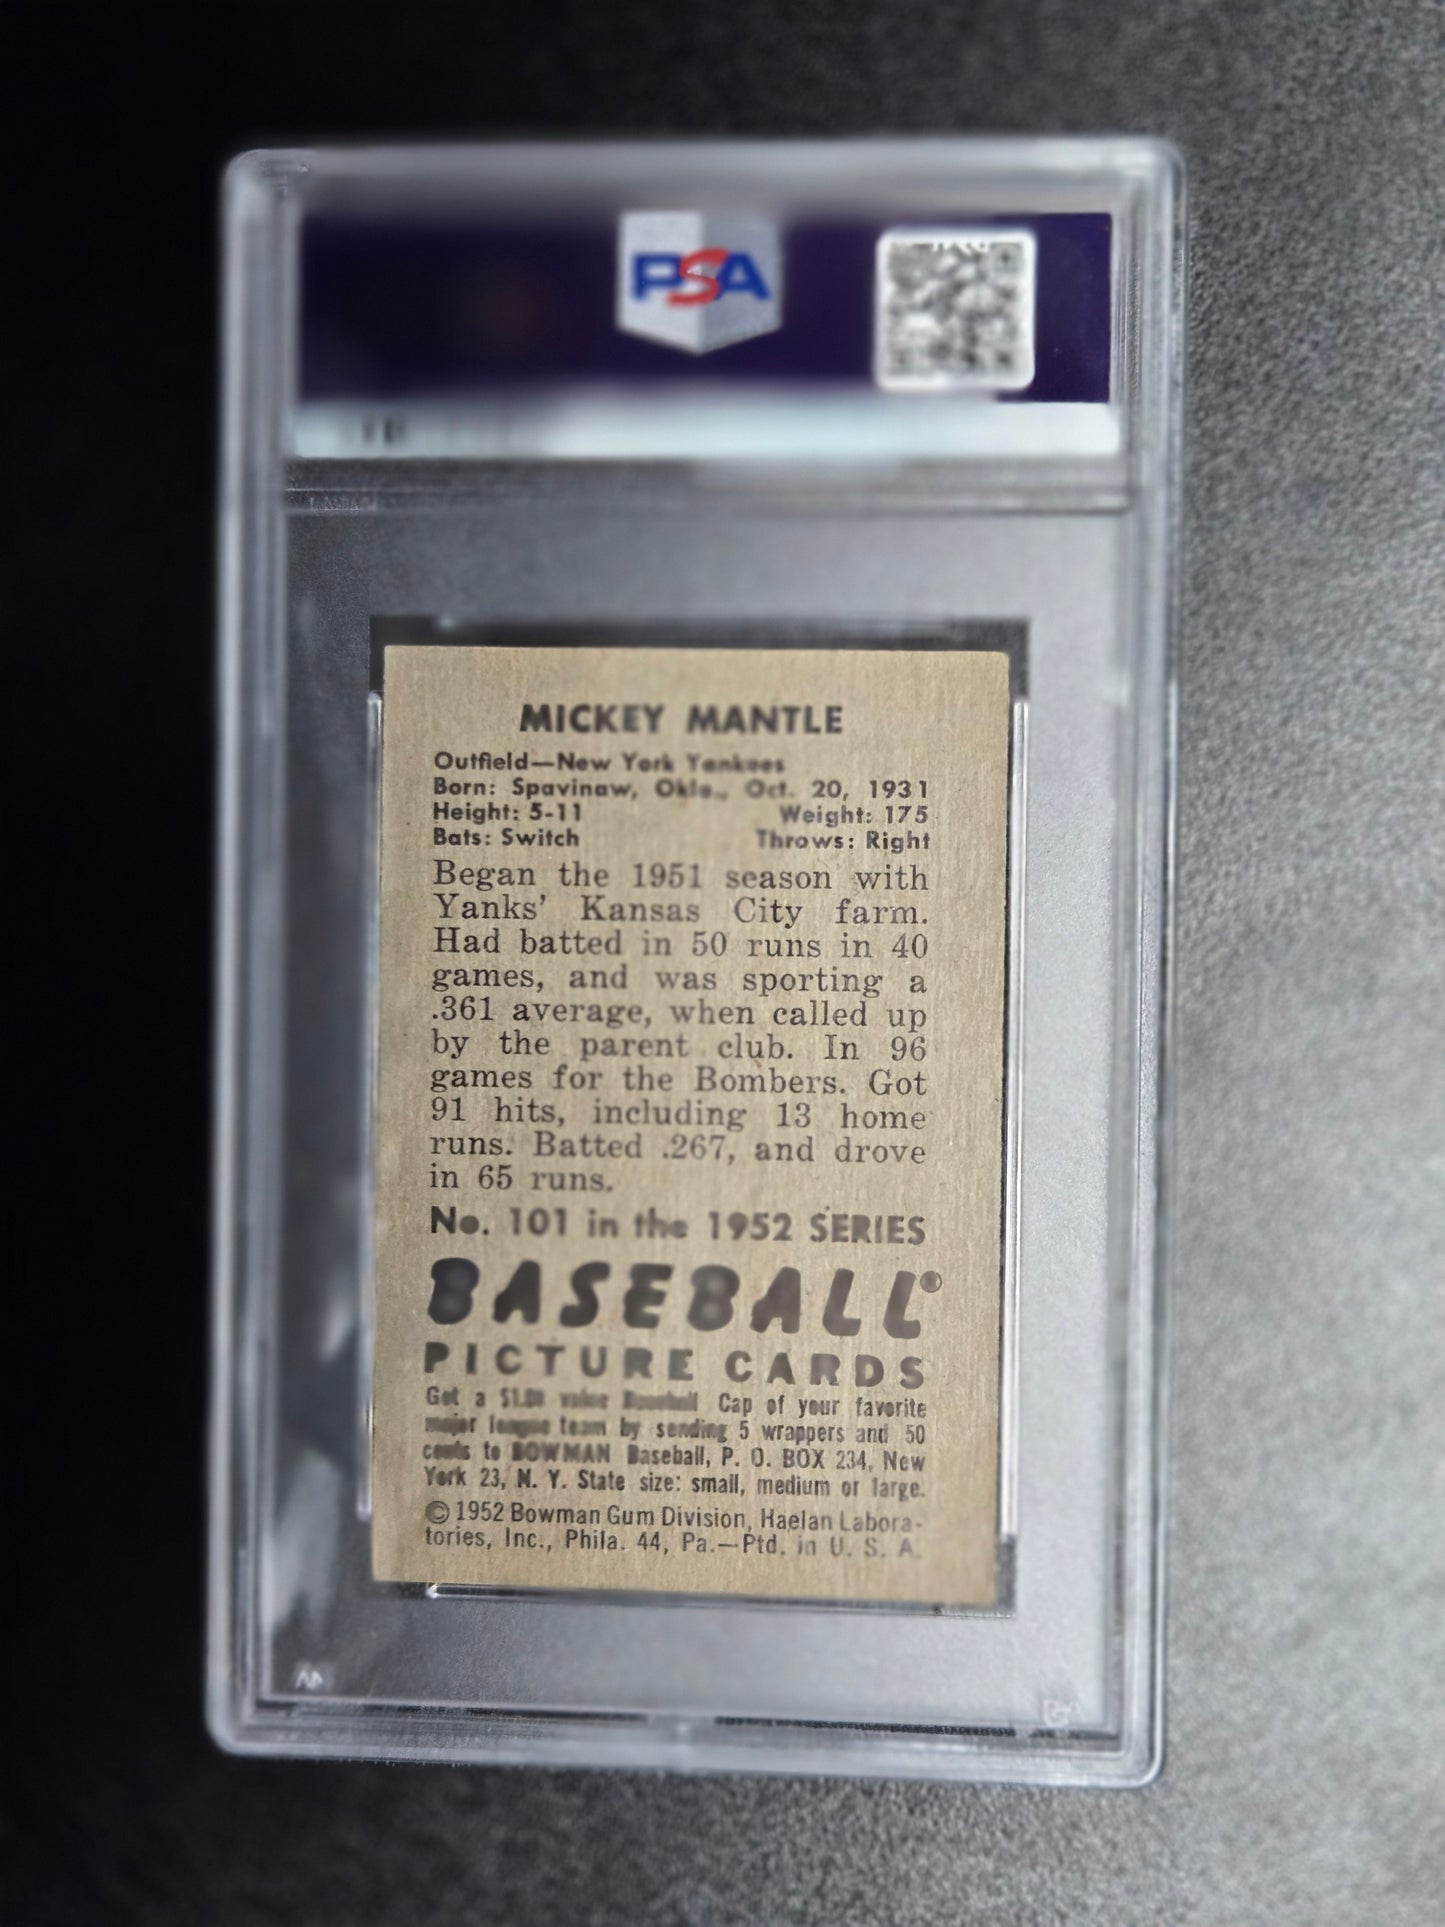 PSA
MICKEY MANTLE
Outfield—New York Yankees
Born: Spavinaw, Okla., Oct. 20, 1931
Height: 5-11 Weight: 175
Bats: Switch Throws: Right
Began the 1951 season with
Yanks' Kansas City farm.
Had batted in 50 runs in 40
games, and was sporting a
.361 average, when called up
by the parent club. In 96
games for the Bombers. Got
91 hits, including 13 home
runs. Batted .267, and drove
in 65 runs.
No. 101 in the 1952 SERIES
BASEBALL®
PICTURE CARDS
Get a $1.00 value Baseball Cap of your favorite
major league team by sending 5 wrappers and 50
cents to BOWMAN Baseball, P. O. BOX 234, New
York 23, N. Y. State size: small, medium or large.
© 1952 Bowman Gum Division, Haelan Labora-
tories, Inc., Phila. 44, Pa.—Ptd. in U. S. A.